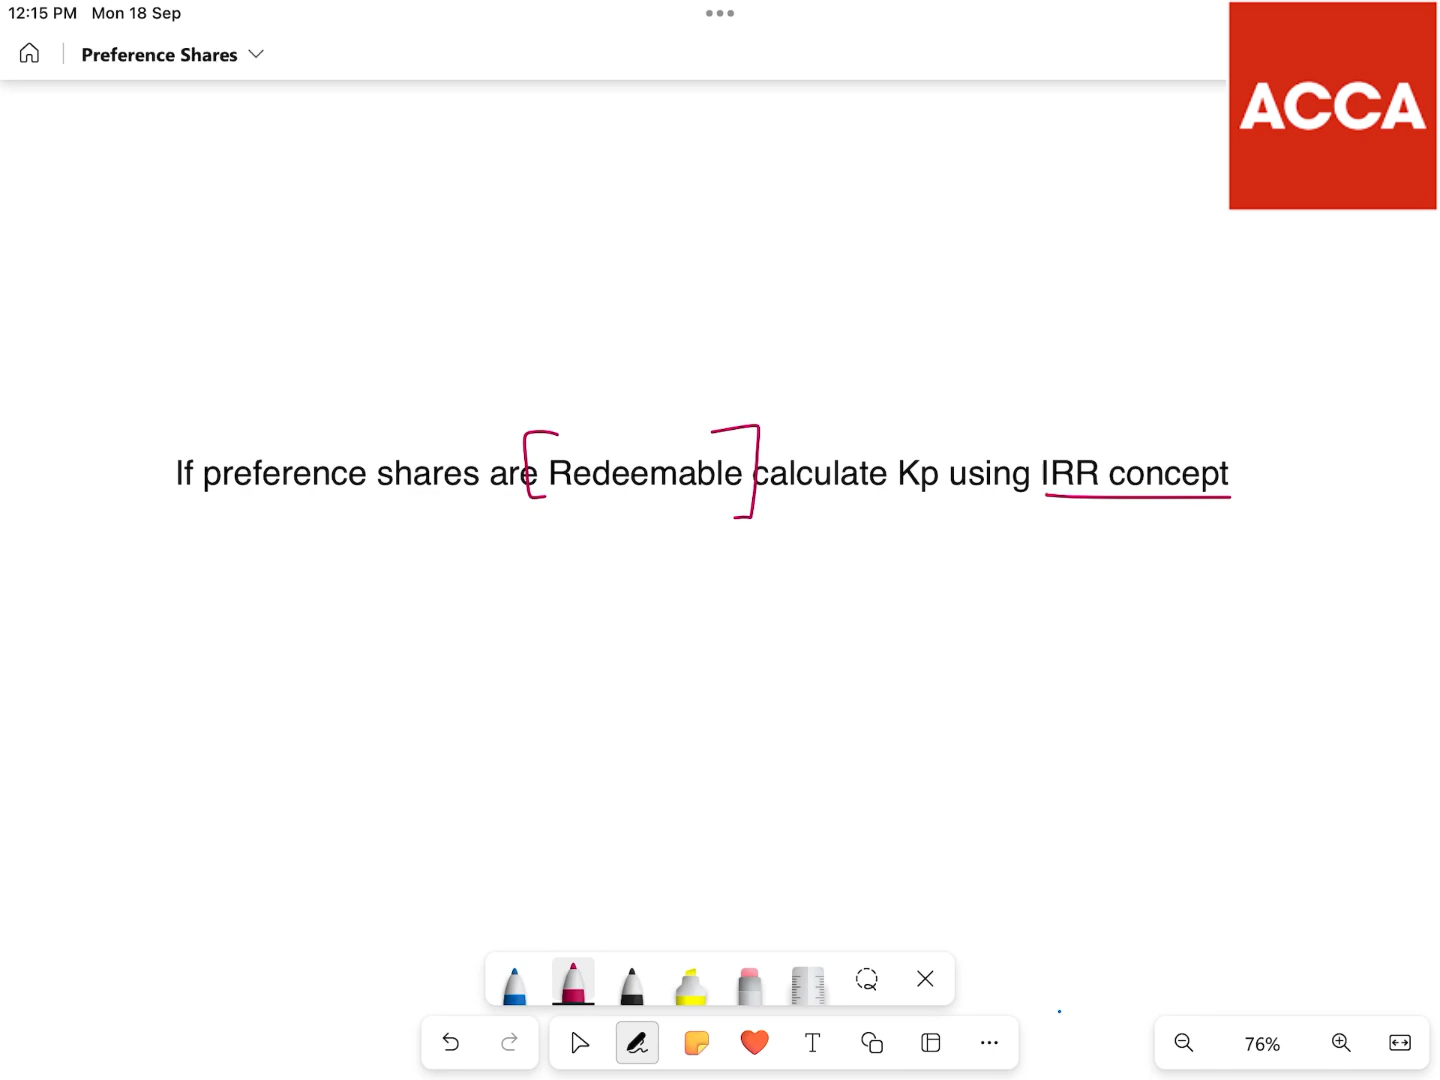 12:15 PM Mon 18 Sep
Preference Shares
ACCA
If preference shares are Redeemable calculate Kp using IRR concept
T
76%